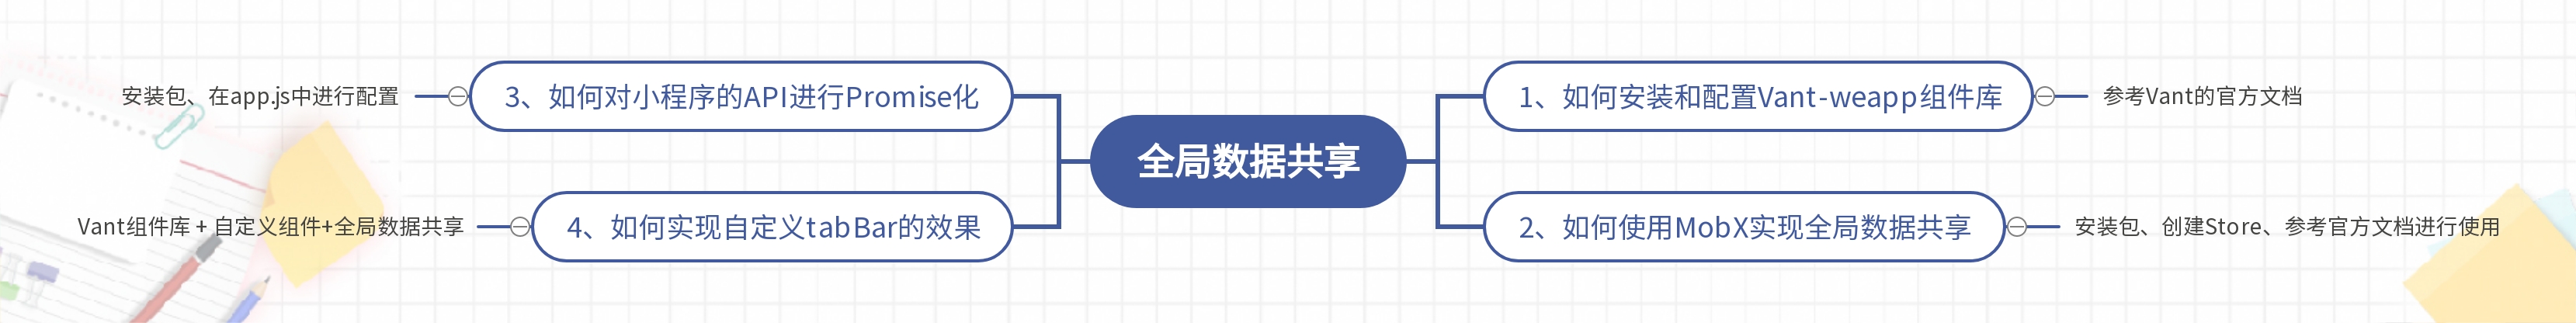 全局数据共享
1、如何安装和配置Vant-weapp组件库
参考Vant的官方文档
2、如何使用MobX实现全局数据共享
安装包、创建Store、参考官方文档进行使用
3、如何对小程序的API进行Promise化
安装包、在app.js中进行配置
4、如何实现自定义tabBar的效果
Vant组件库 + 自定义组件+全局数据共享